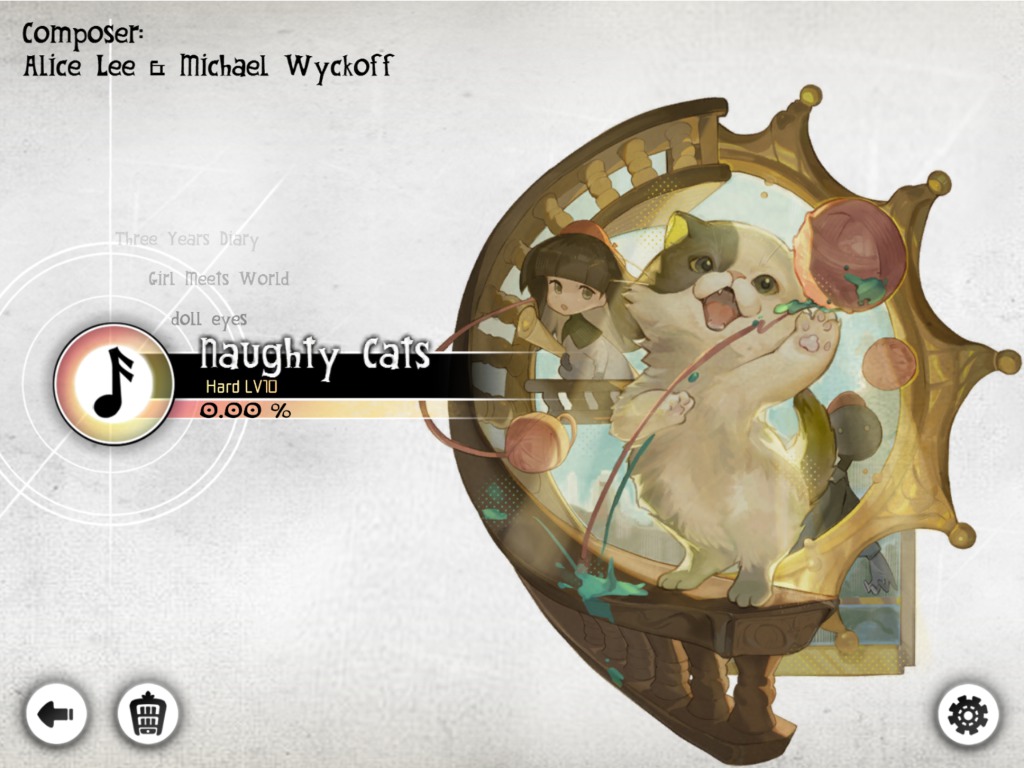 Composer:
Alice Lee & Michael Wyckoff
Three Years Diary
Girl Meets World
doll eyes
Naughty Cats
Hard LV10
0.00 %